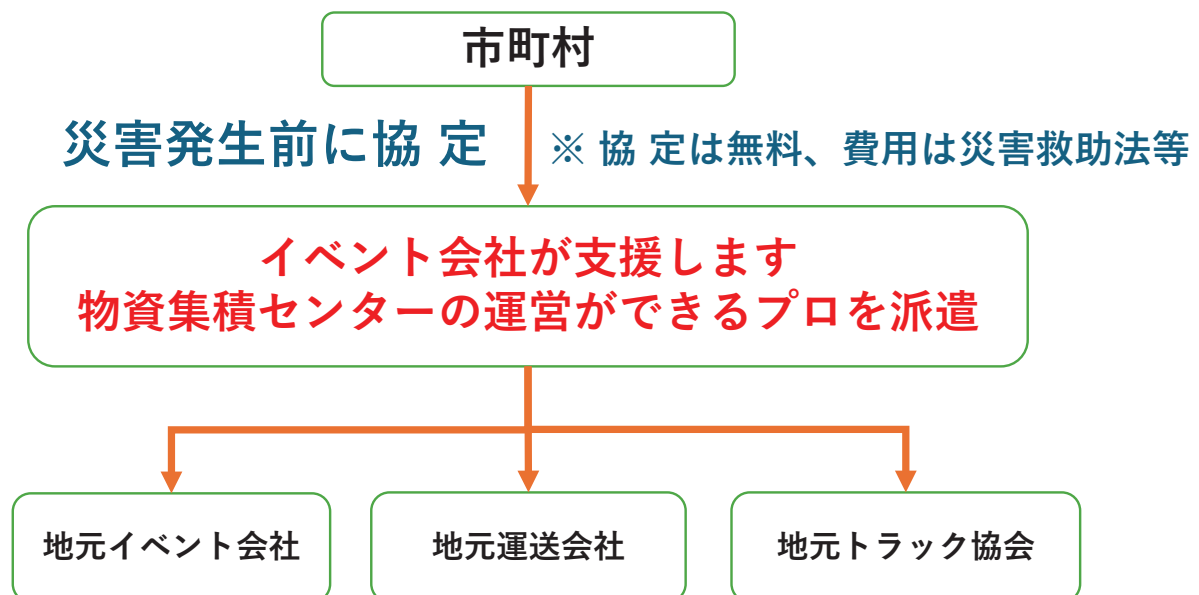 市町村
災害発生前に協 定
※ 協 定は無料、費用は災害救助法等
イベント会社が支援します
物資集積センターの運営ができるプロを派遣
地元イベント会社
地元運送会社
地元トラック協会